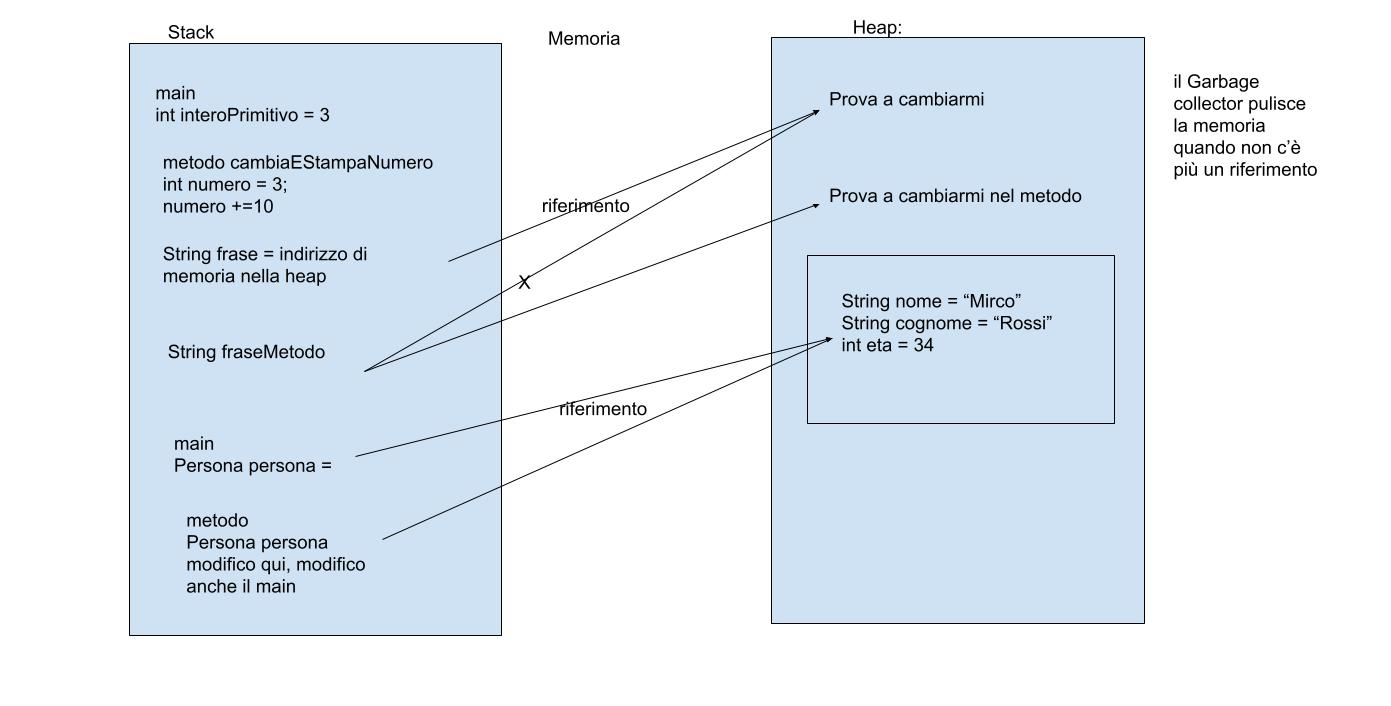 Stack
Memoria
Heap:
main
int interoPrimitivo = 3
metodo cambiaEStampaNumero
int numero = 3;
numero +=10
String frase = indirizzo di
memoria nella heap
String fraseMetodo
main
Persona persona =
metodo
Persona persona
modifico qui, modifico
anche il main
riferimento
X
riferimento
Prova a cambiarmi
Prova a cambiarmi nel metodo
String nome = “Mirco”
String cognome = “Rossi”
int eta = 34
il Garbage
collector pulisce
la memoria
quando non c’è
più un riferimento